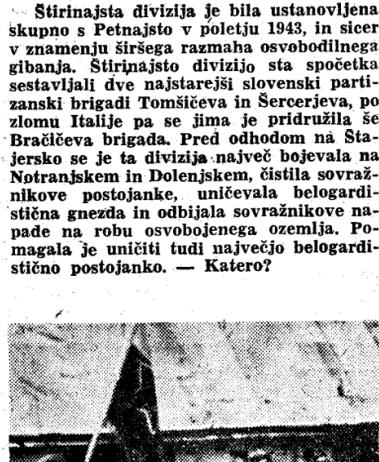 Štirinajsta divizija je bila ustanovljena
skupno s Petnajsto v poletju 1943, in sicer
v znamenju širšega razmaha osvobodilnega
gibanja. Štirinajsto divizijo sta spočetka
sestavljali dve najstarejši slovenski parti-
zanski brigadi Tomšičeva in Šercerjeva, po
zlomu Italije pa se jima je pridružila še
Bračičeva brigada. Pred odhodom na Šta-
jersko se je ta divizija največ bojevala na
Notranjskem in Dolenjskem, čistila sovraž-
nikove postojanke, uničevala belogardi-
stična gnezda in odbijala sovražnikove na-
pade na robu osvobojenega ozemlja. Po-
magala je uničiti tudi največjo belogardi-
stično postojanko. — Katero?